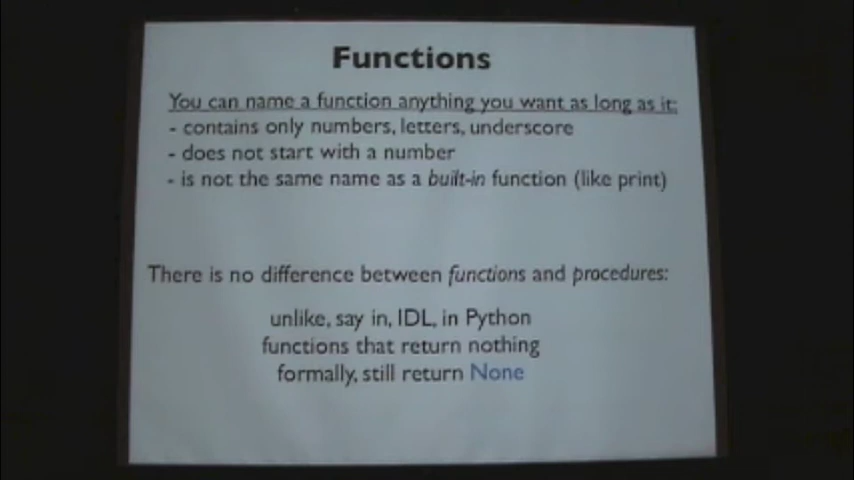 Functions
You can name a function anything you want as long as it:
- contains only numbers, letters, underscore
- does not start with a number
- is not the same name as a built-in function (like print)
There is no difference between functions and procedures:
unlike, say in, IDL, in Python
functions that return nothing
formally, still return None